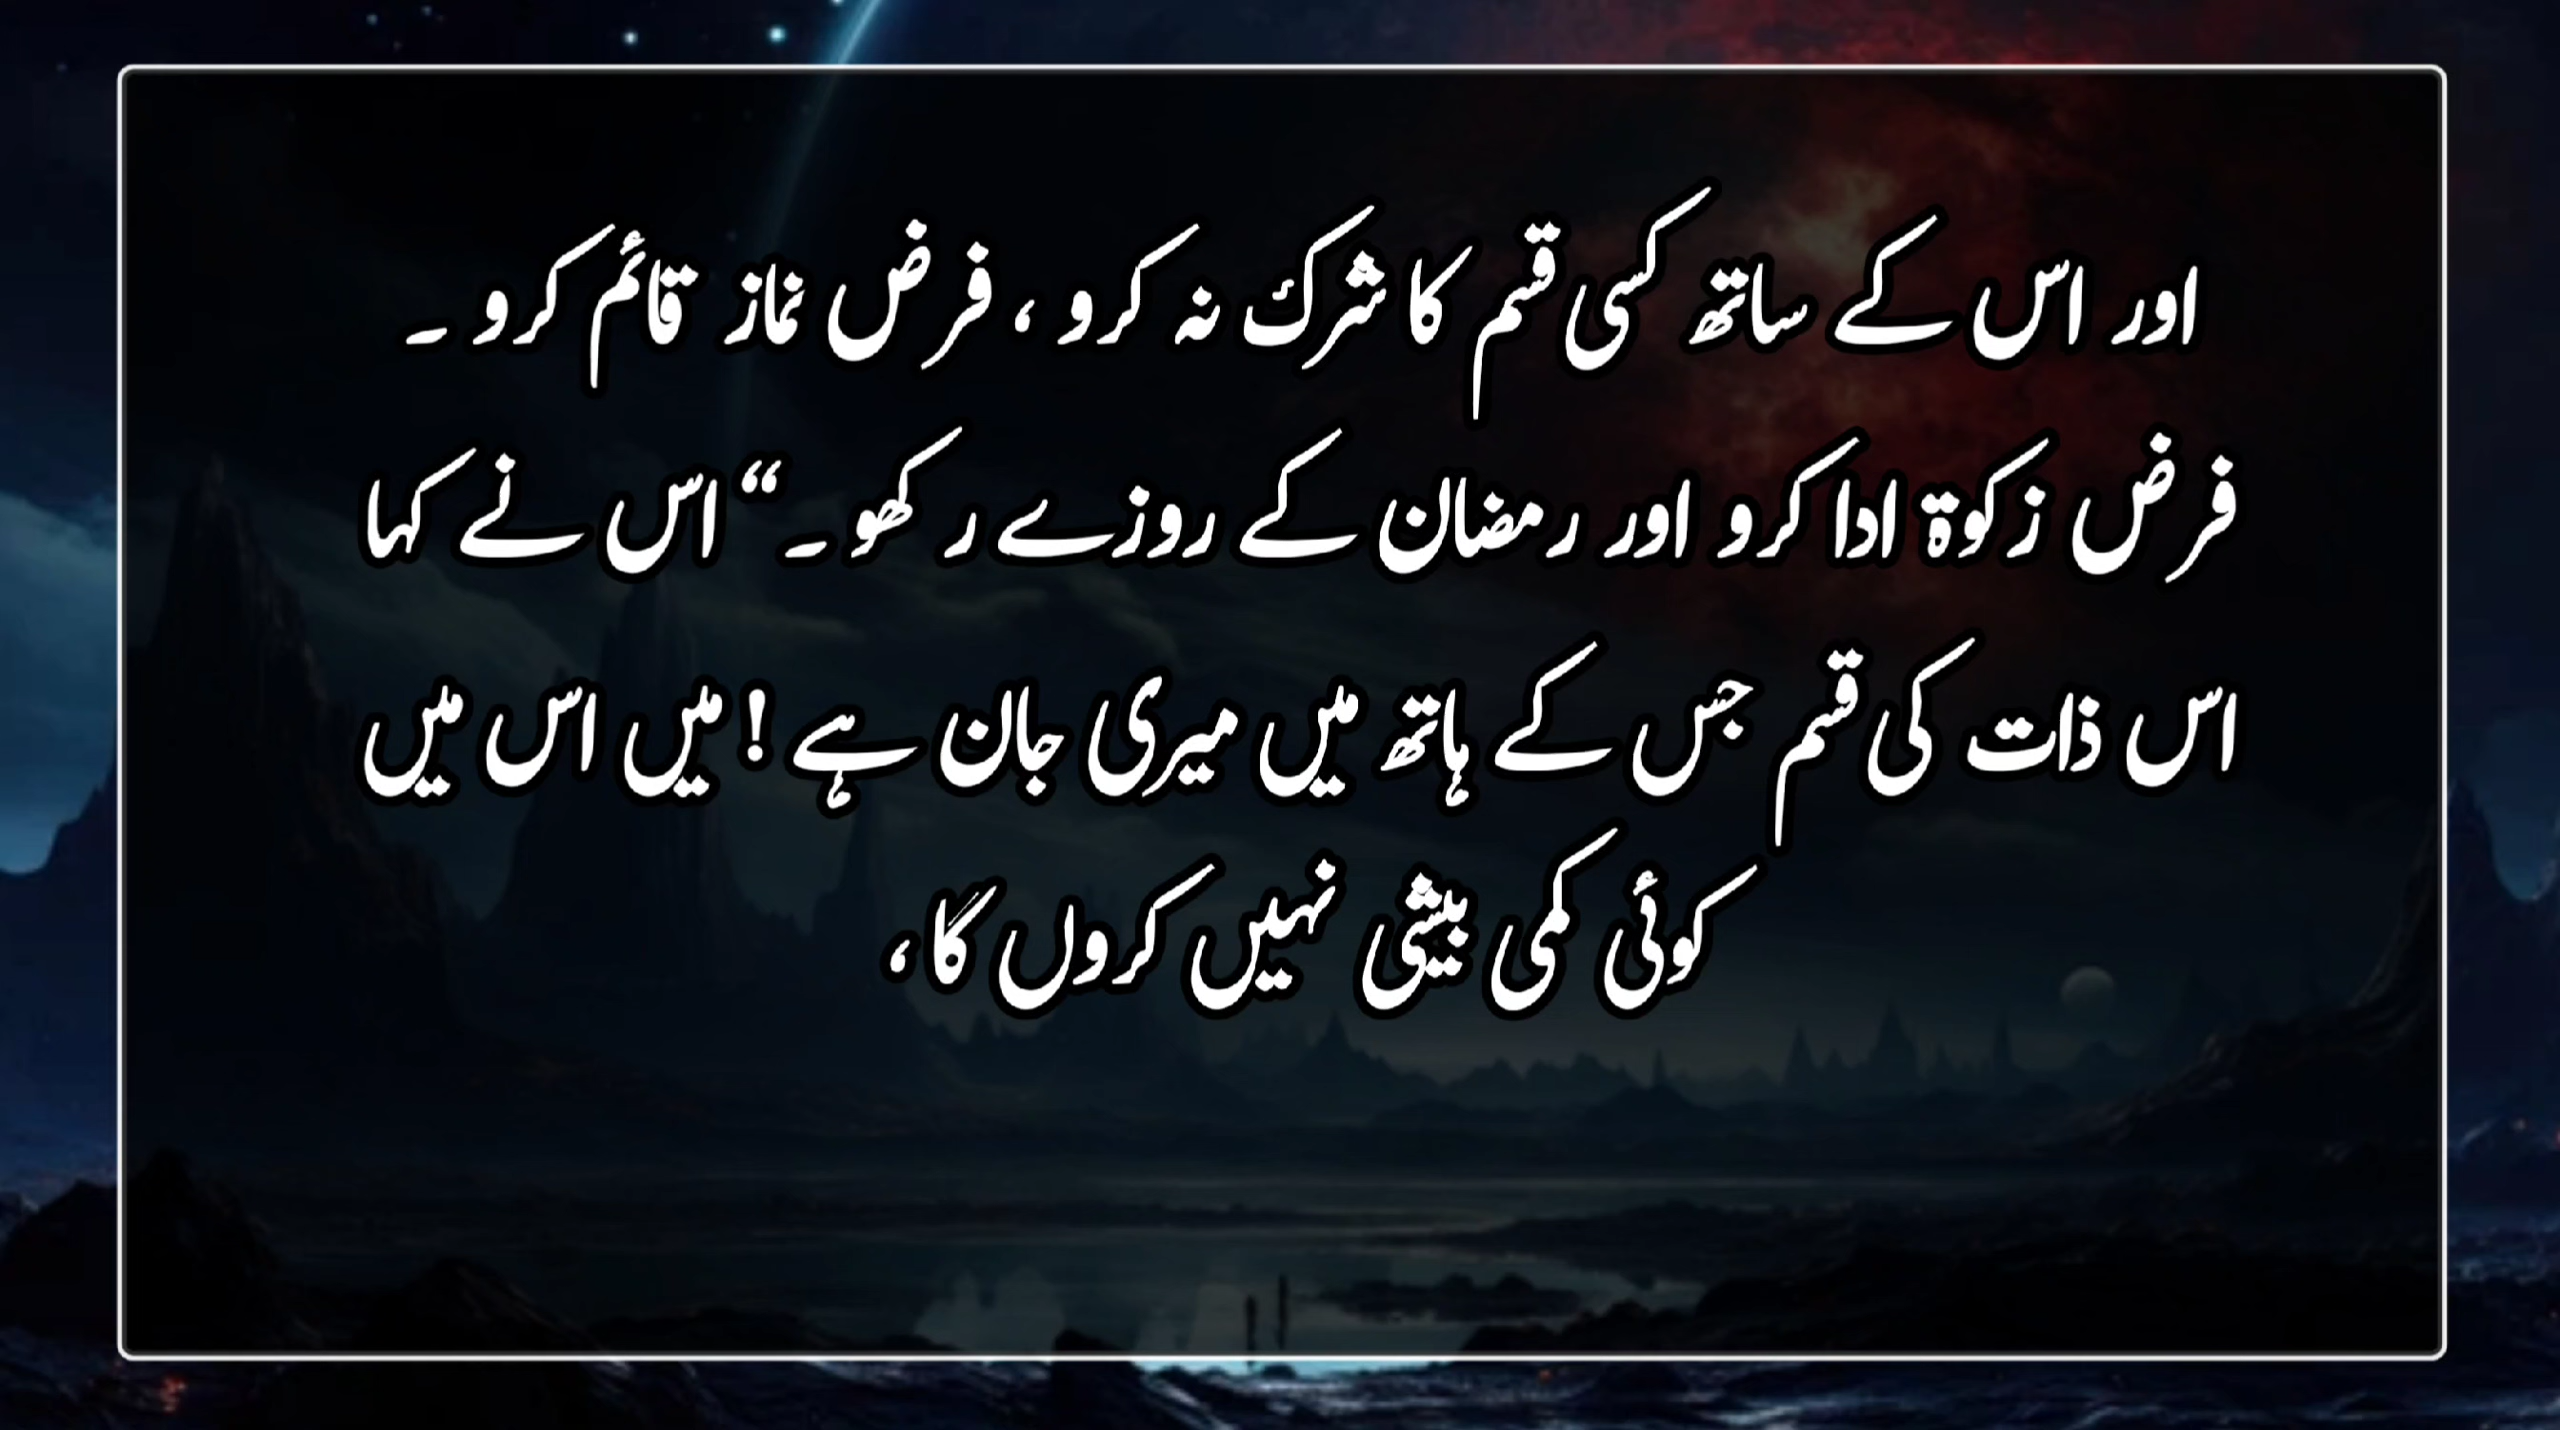 اور اس کے ساتھ کسی قسم کا شرک نہ کرو ، فرض نماز قائم کرو ۔
فرض زکوۃ ادا کرو اور رمضان کے روزے رکھو ۔“ اس نے کہا
اس ذات کی قسم جس کے ہاتھ میں میری جان ہے ! میں اس میں
کوئی کمی بیشی نہیں کروں گا ،